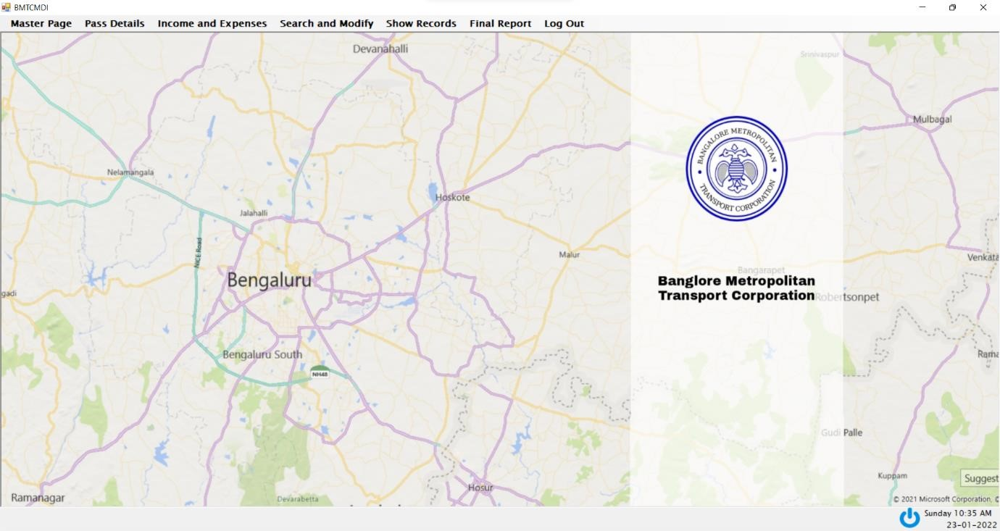 BMTCMDI
Master Page Pass Details Income and Expenses Search and Modify Show Records Final Report Log Out
Devanahalli
Srinivaspur
Mulbagal
BANGALORE METROPOLITAN
TRANSPORT CORPORATION
Nelamangala
Hoskote
Jalahalli
NICE Road
Malur
Venkata
Bangarapet
Bengaluru
Banglore Metropolitan
Transport Corporation
gadi
Robertsonpet
Bengaluru South
Rama
NH48
Gudi Palle
Kuppam
Suggest
Hosur
Ramanagar
Devarabetta
© 2021 Microsoft Corporation, ©
Sunday 10:35 AM
23-01-2022